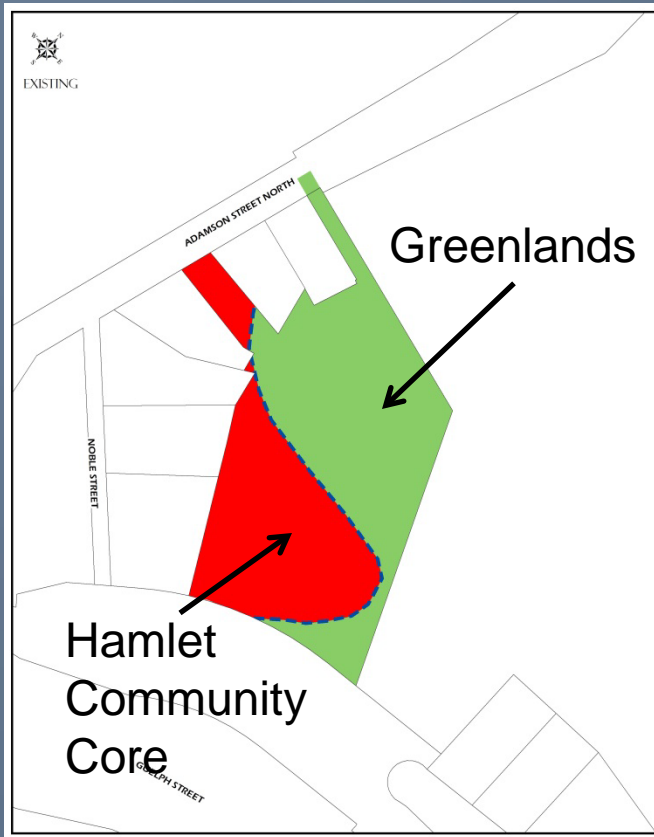 N
W
E
S
EXISTING
ADAMSON STREET NORTH
Greenlands
NOBLE STREET
Hamlet
Community
Core
GUELPH STREET